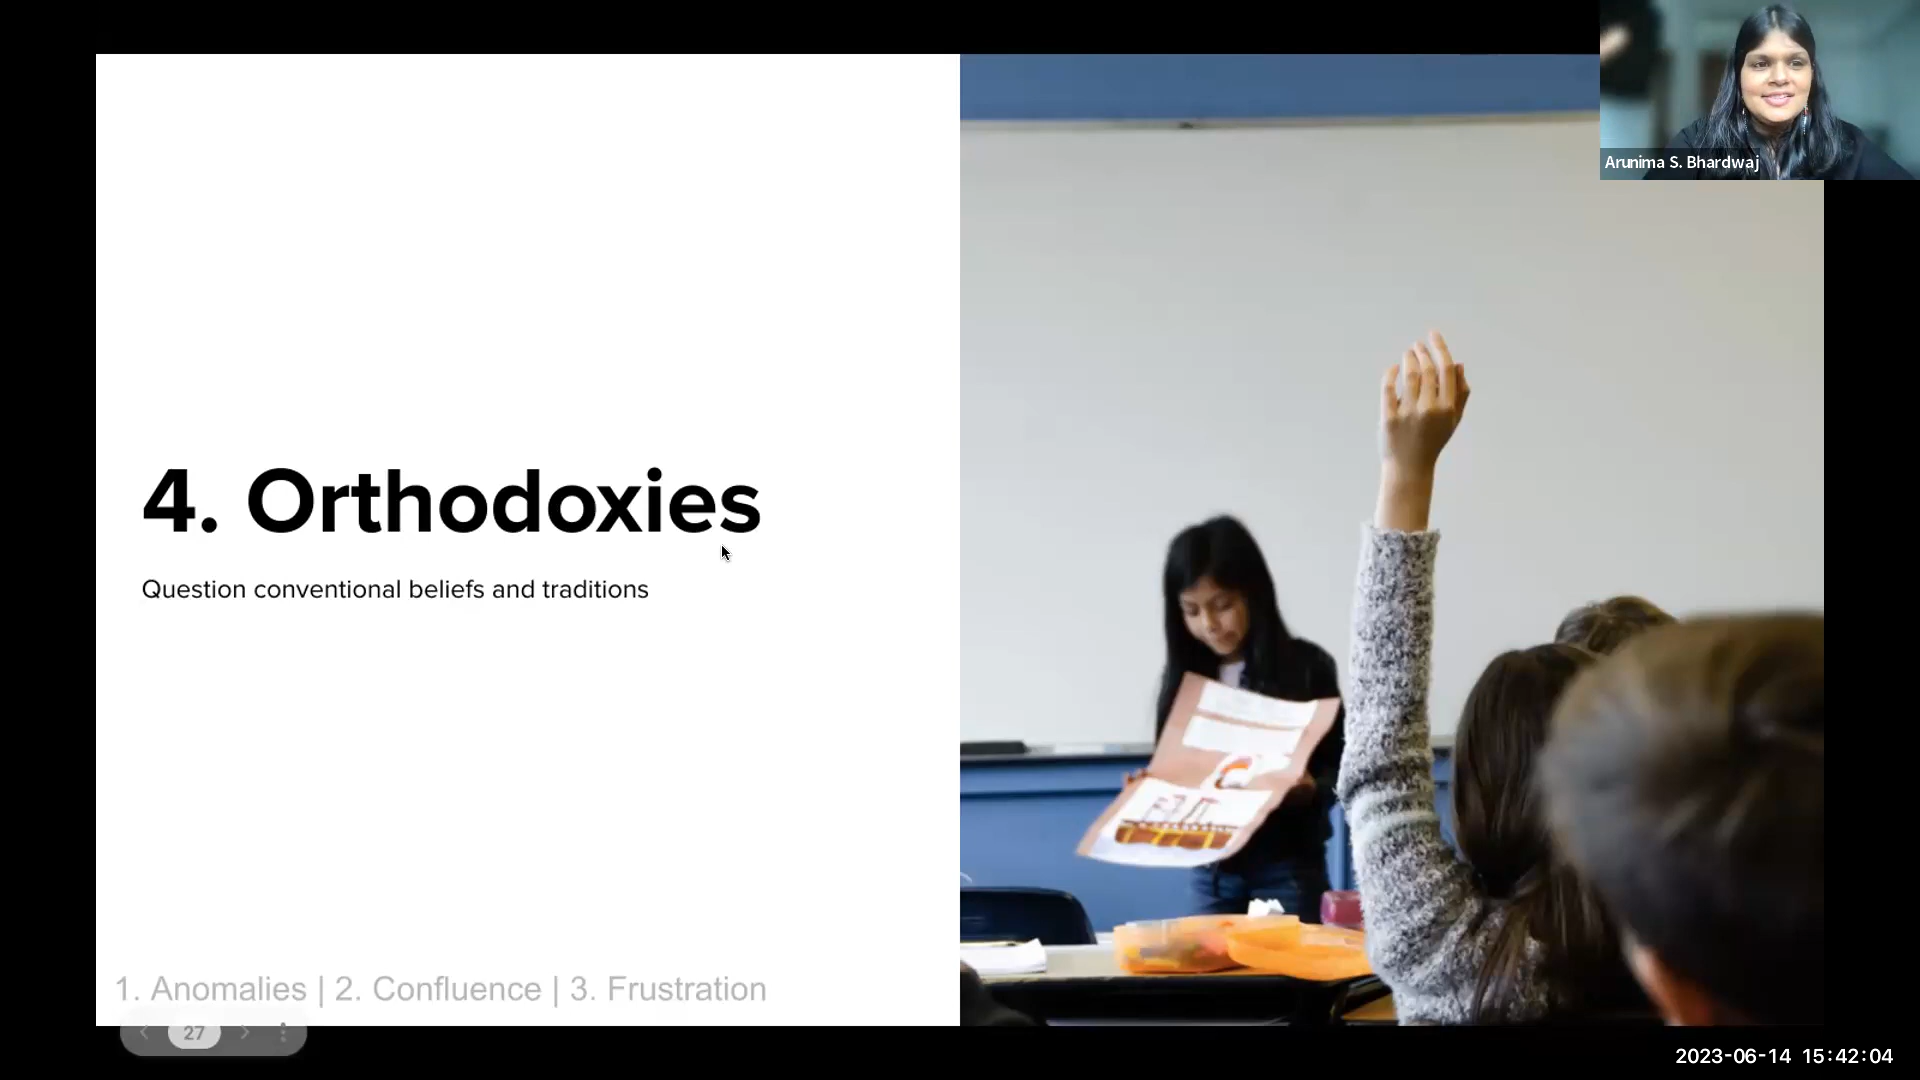 Arunima S. Bhardwaj
4. Orthodoxies
Question conventional beliefs and traditions
1. Anomalies | 2. Confluence | 3. Frustration
27
2023-06-14 15:42:04